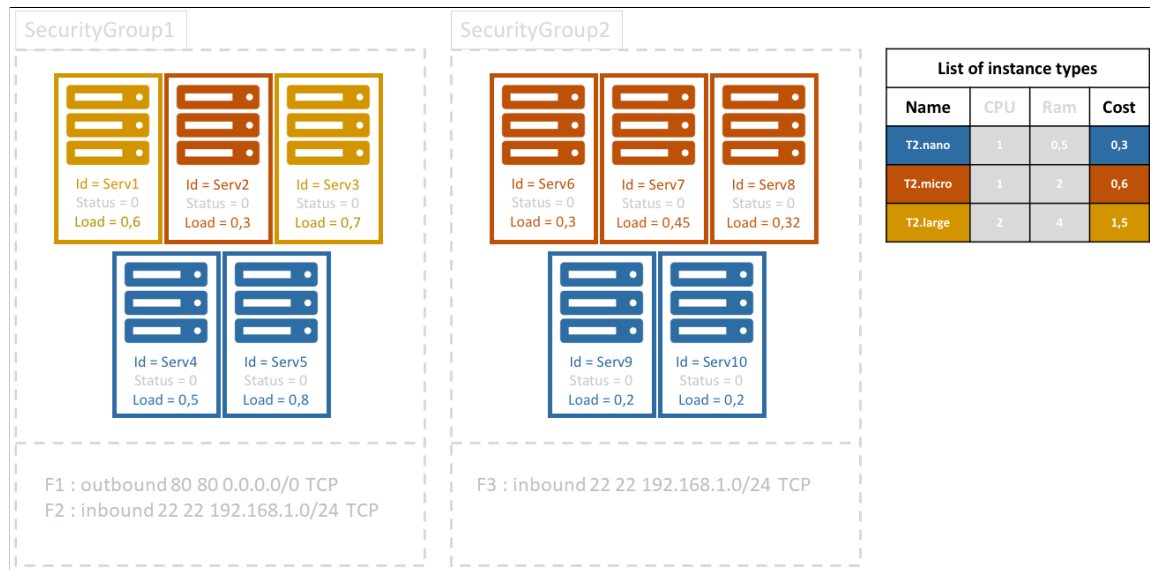 SecurityGroup1
Id = Serv1
Status = 0
Load = 0,6
Id = Serv2
Status = 0
Load = 0,3
Id = Serv3
Status = 0
Load = 0,7
Id = Serv4
Status = 0
Load = 0,5
Id = Serv5
Status = 0
Load = 0,8
F1 : outbound 80 80 0.0.0.0/0 TCP
F2 : inbound 22 22 192.168.1.0/24 TCP
SecurityGroup2
Id = Serv6
Status = 0
Load = 0,3
Id = Serv7
Status = 0
Load = 0,45
Id = Serv8
Status = 0
Load = 0,32
Id = Serv9
Status = 0
Load = 0,2
Id = Serv10
Status = 0
Load = 0,2
F3 : inbound 22 22 192.168.1.0/24 TCP
List of instance types
Name CPU Ram Cost
T2.nano 1 0,5 0,3
T2.micro 1 2 0,6
T2.large 2 4 1,5